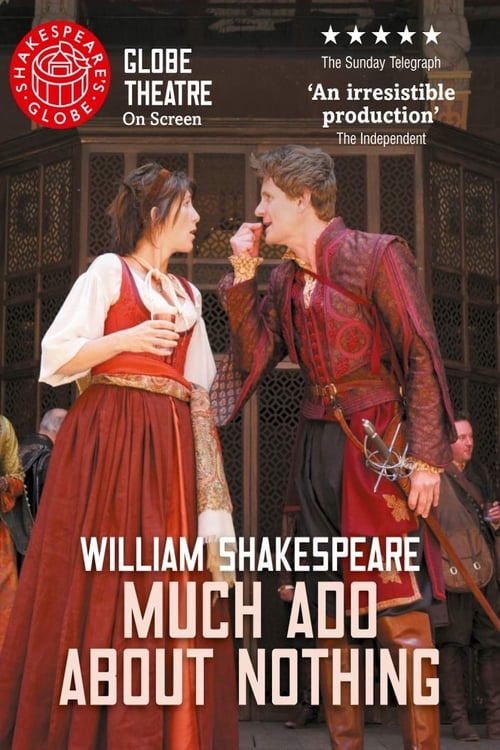 SHAKESPEARE'S
GLOBE
GLOBE
THEATRE
On Screen
★★★★★
The Sunday Telegraph
'An irresistible
production'
The Independent
WILLIAM SHAKESPEARE
MUCH ADO
ABOUT NOTHING